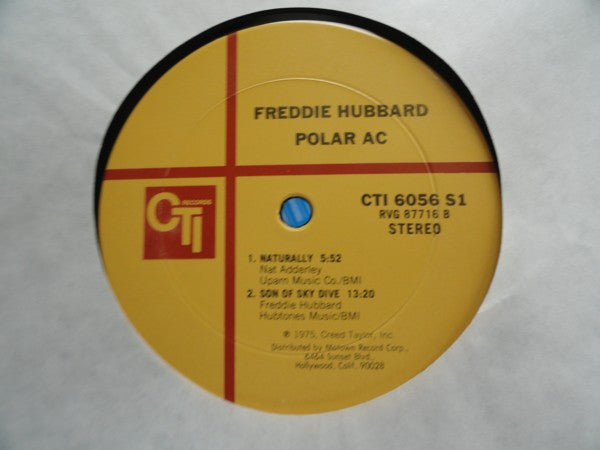 FREDDIE HUBBARD
POLAR AC
RECORDS
CTI
CTI 6056 S1
RVG 87716 B
STEREO
1. NATURALLY 5:52
Nat Adderley
Upam Music Co./BMI
2. SON OF SKY DIVE 13:20
Freddie Hubbard
Hubtones Music/BMI
℗ 1975, Creed Taylor, Inc.
Distributed by Motown Record Corp.,
6464 Sunset Blvd.,
Hollywood, Calif. 90028